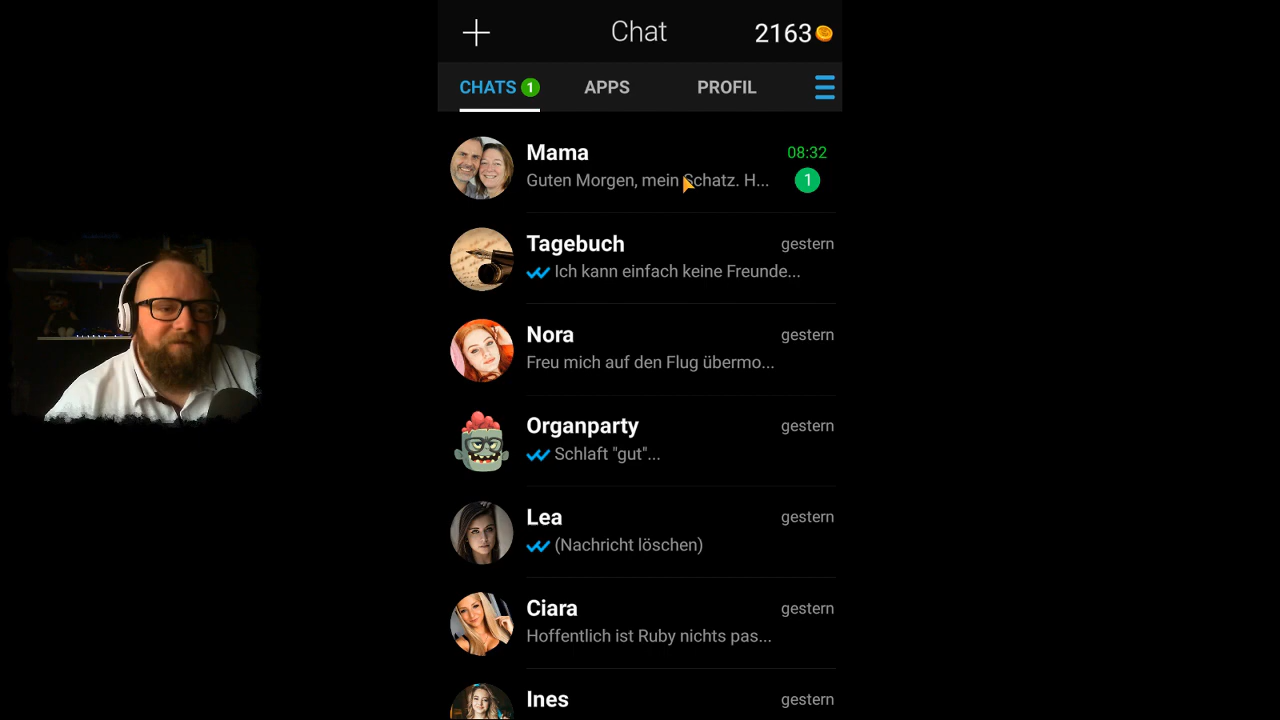 Chat
2163
CHATS 1
APPS
PROFIL
Mama
08:32
Guten Morgen, mein Schatz. H...
1
Tagebuch
gestern
Ich kann einfach keine Freunde...
Nora
gestern
Freu mich auf den Flug übermo...
Organparty
gestern
Schlaft "gut"...
Lea
gestern
(Nachricht löschen)
Ciara
gestern
Hoffentlich ist Ruby nichts pas...
Ines
gestern